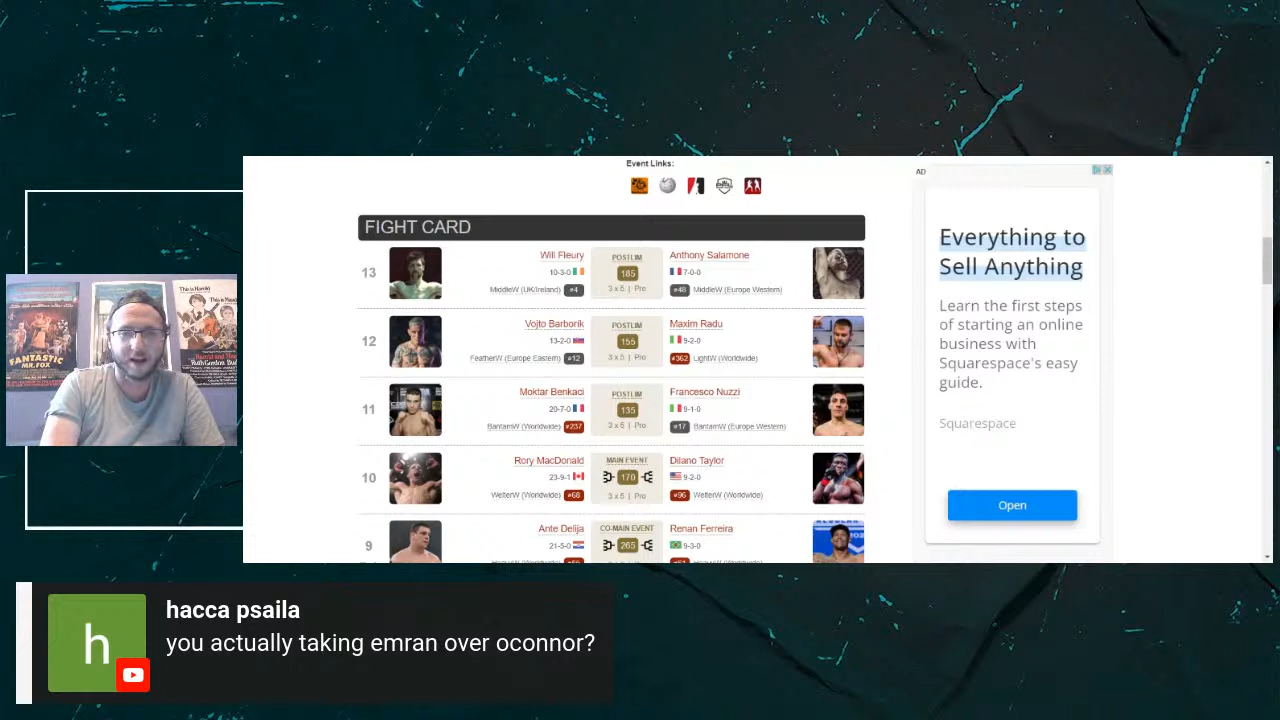 Event Links:
AD
FIGHT CARD
13
Will Fleury
10-3-0
MiddleW (UK/Ireland) #4
POSTLIM
185
3 x 5 | Pro
Anthony Salamone
7-0-0
#48 MiddleW (Europe Western)
12
Vojto Barborik
13-2-0
FeatherW (Europe Eastern) #12
POSTLIM
155
3 x 5 | Pro
Maxim Radu
9-2-0
#362 LightW (Worldwide)
11
Moktar Benkaci
20-7-0
BantamW (Worldwide) #237
POSTLIM
135
3 x 5 | Pro
Francesco Nuzzi
9-1-0
#17 BantamW (Europe Western)
10
Rory MacDonald
23-9-1
WelterW (Worldwide) #68
MAIN EVENT
170
3 x 5 | Pro
Dilano Taylor
9-2-0
#96 WelterW (Worldwide)
9
Ante Delija
21-5-0
CO-MAIN EVENT
265
3 x 5 | Pro
Renan Ferreira
9-3-0
Everything to
Sell Anything
Learn the first steps
of starting an online
business with
Squarespace's easy
guide.
Squarespace
Open
FANTASTIC
MR. FOX
h
hacca psaila
you actually taking emran over oconnor?